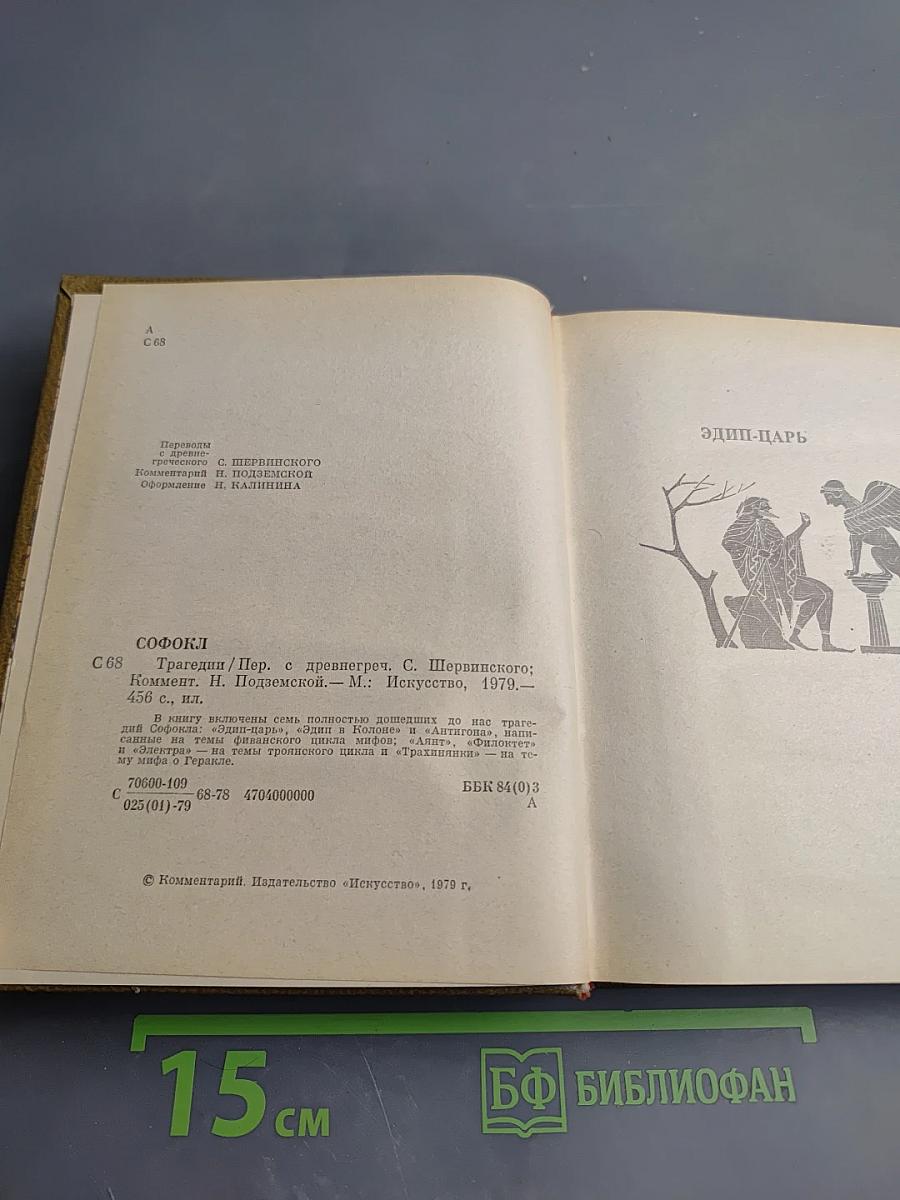 А
С 68
Переводы
с древне-
греческого С. ШЕРВИНСКОГО
Комментарий Н. ПОДЗЕМСКОЙ
Оформление Н. КАЛИНИНА
СОФОКЛ
С 68 Трагедии / Пер. с древнегреч. С. Шервинского;
Коммент. Н. Подземской. — М.: Искусство, 1979. —
456 с., ил.
В книгу включены семь полностью дошедших до нас траге-
дий Софокла: «Эдип-царь», «Эдип в Колоне» и «Антигона», напи-
санные на темы фиванского цикла мифов; «Аянт», «Филоктет»
и «Электра» — на темы троянского цикла и «Трахинянки» — на те-
му мифа о Геракле.
С 70600-109
025(01)-79 68-78 4704000000
ББК 84(0)3
А
© Комментарий. Издательство «Искусство», 1979 г.
ЭДИП-ЦАРЬ
15 см
БФ БИБЛИОФАН